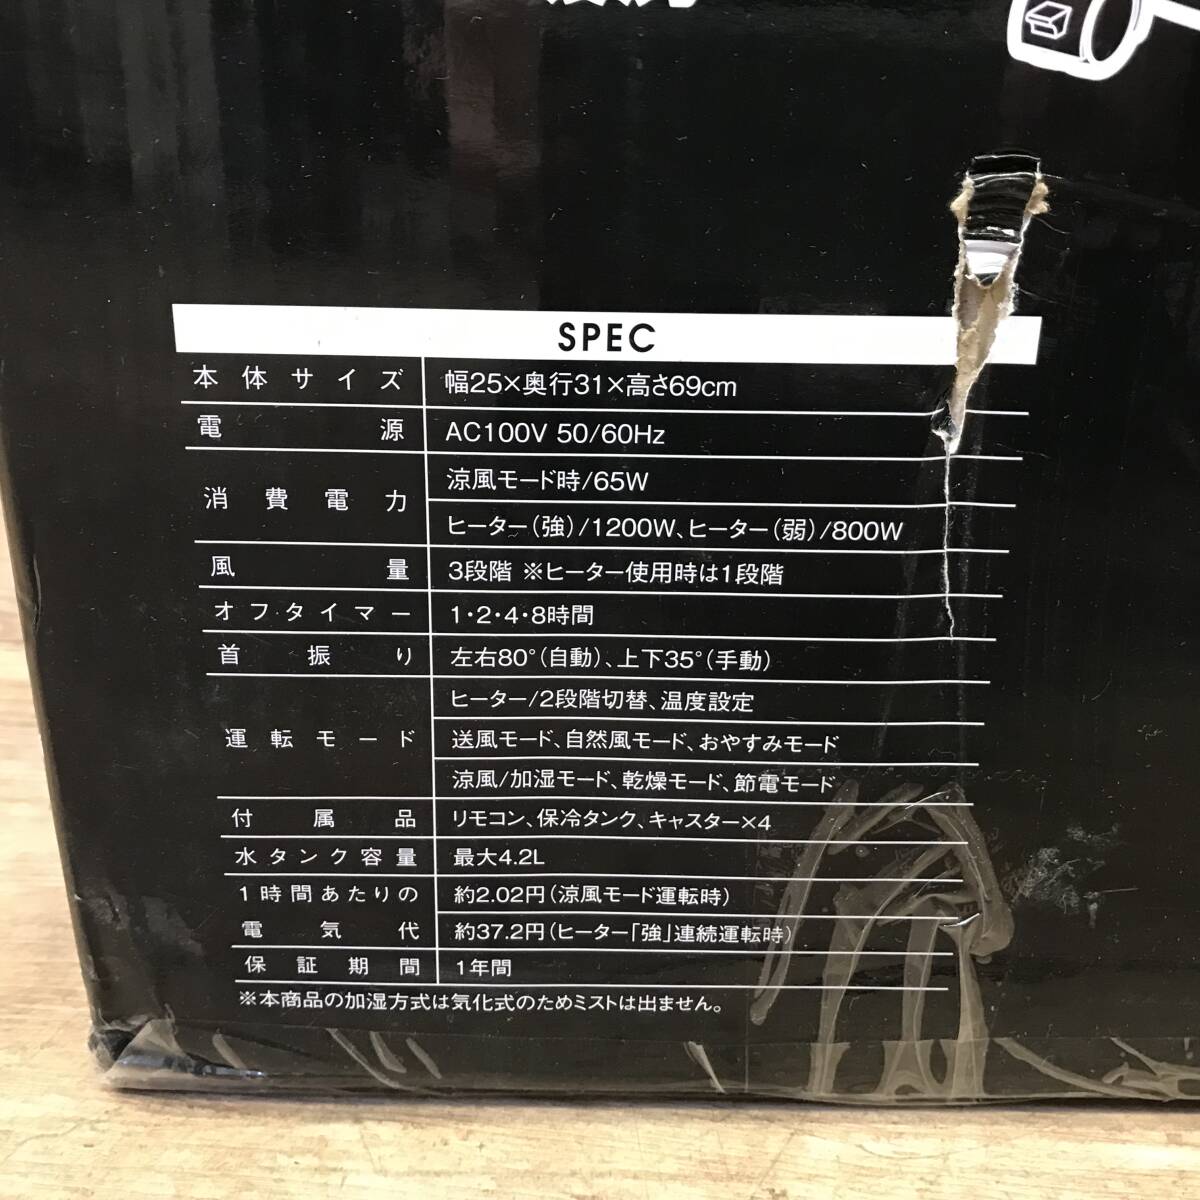 SPEC
本体サイズ 幅25×奥行31×高さ69cm
電源 AC100V 50/60Hz
消費電力 涼風モード時/65W
ヒーター(強)/1200W、ヒーター(弱)/800W
風量 3段階 ※ヒーター使用時は1段階
オフタイマー 1・2・4・8時間
首振り 左右80°(自動)、上下35°(手動)
ヒーター/2段階切替、温度設定
運転モード 送風モード、自然風モード、おやすみモード
涼風/加湿モード、乾燥モード、節電モード
付属品 リモコン、保冷タンク、キャスター×4
水タンク容量 最大4.2L
1時間あたりの 約2.02円(涼風モード運転時)
電気代 約37.2円(ヒーター「強」連続運転時)
保証期間 1年間
※本商品の加湿方式は気化式のためミストは出ません。